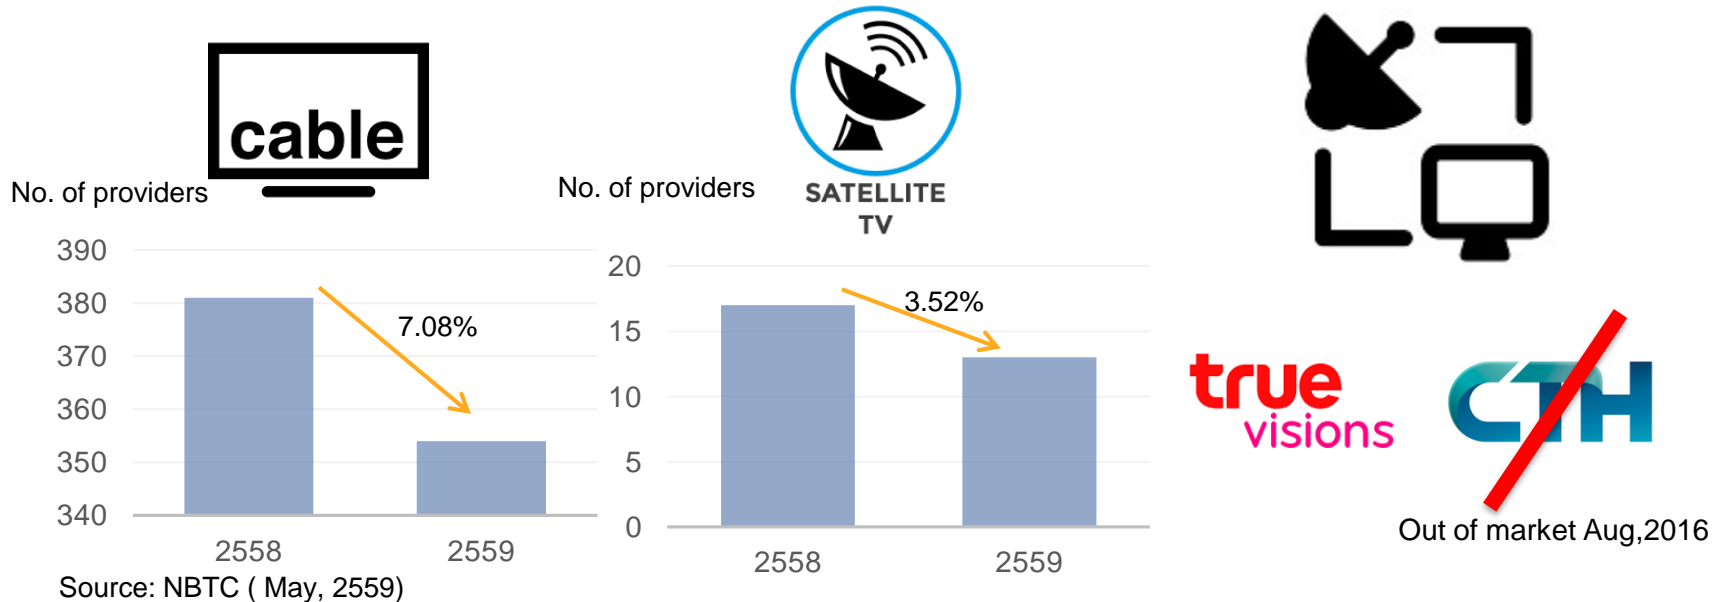 cable
No. of providers
390
380
370
360
350
340
7.08%
2558
2559
Source: NBTC ( May, 2559)
SATELLITE
TV
No. of providers
20
15
10
5
0
3.52%
2558
2559
true
visions
CTH
Out of market Aug,2016